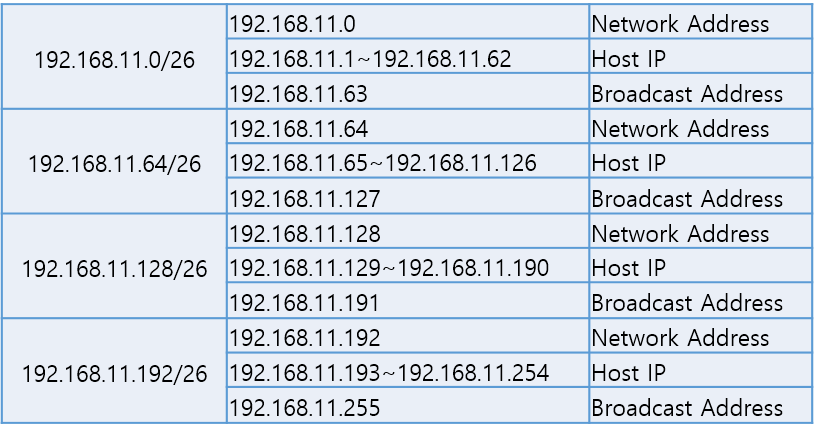 192.168.11.0/26
192.168.11.0 Network Address
192.168.11.1~192.168.11.62 Host IP
192.168.11.63 Broadcast Address
192.168.11.64/26
192.168.11.64 Network Address
192.168.11.65~192.168.11.126 Host IP
192.168.11.127 Broadcast Address
192.168.11.128/26
192.168.11.128 Network Address
192.168.11.129~192.168.11.190 Host IP
192.168.11.191 Broadcast Address
192.168.11.192/26
192.168.11.192 Network Address
192.168.11.193~192.168.11.254 Host IP
192.168.11.255 Broadcast Address